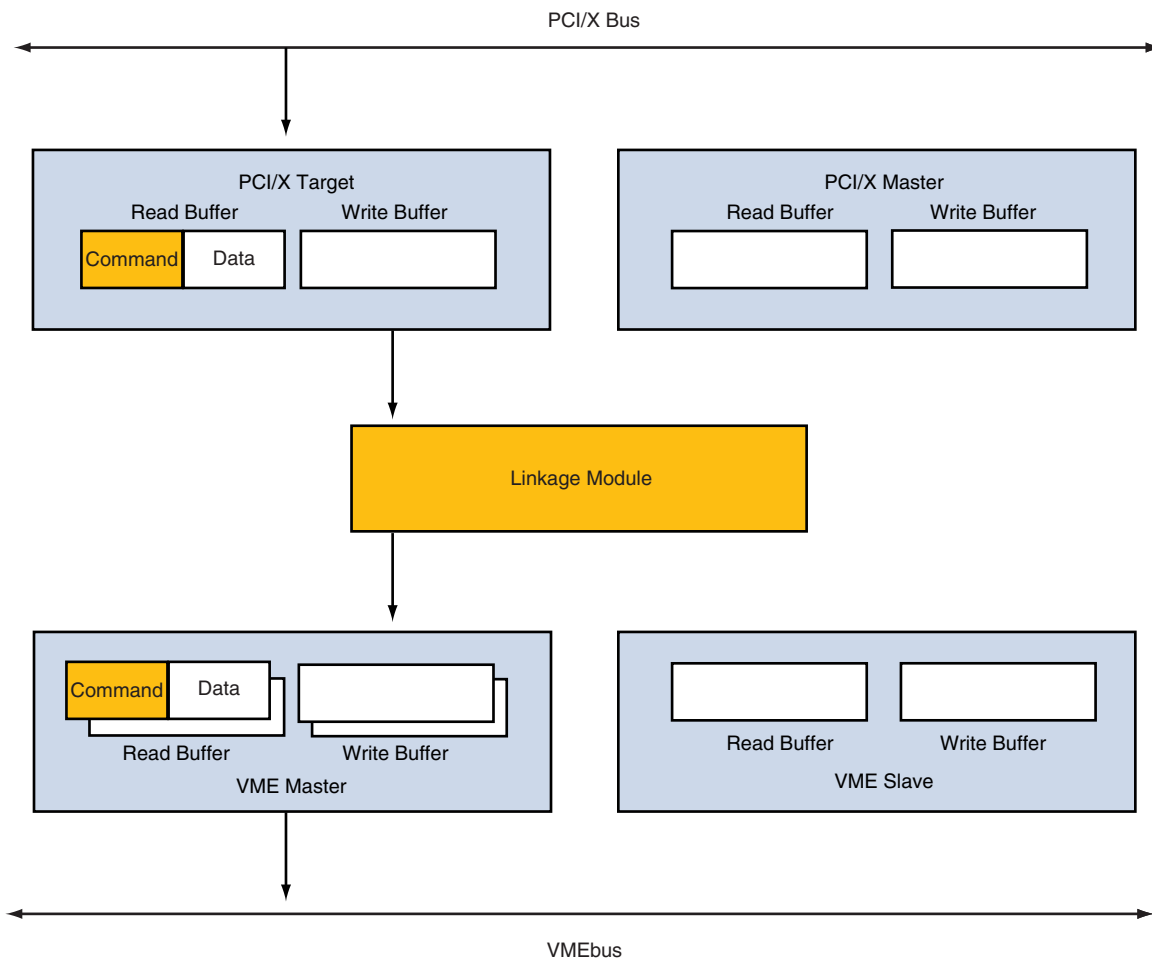 PCI/X Bus
PCI/X Target
Read Buffer
Write Buffer
Command
Data
PCI/X Master
Read Buffer
Write Buffer
Linkage Module
Command
Data
Read Buffer
Write Buffer
VME Master
Read Buffer
Write Buffer
VME Slave
VMEbus